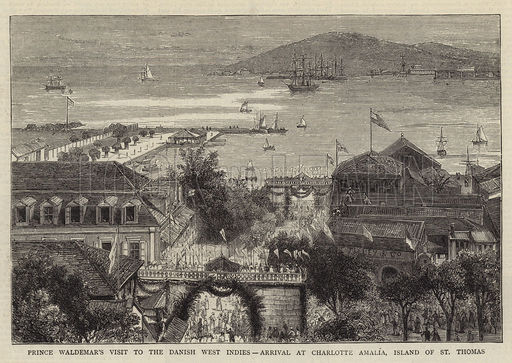 PRINCE WALDEMAR'S VISIT TO THE DANISH WEST INDIES—ARRIVAL AT CHARLOTTE AMALIA, ISLAND OF ST. THOMAS